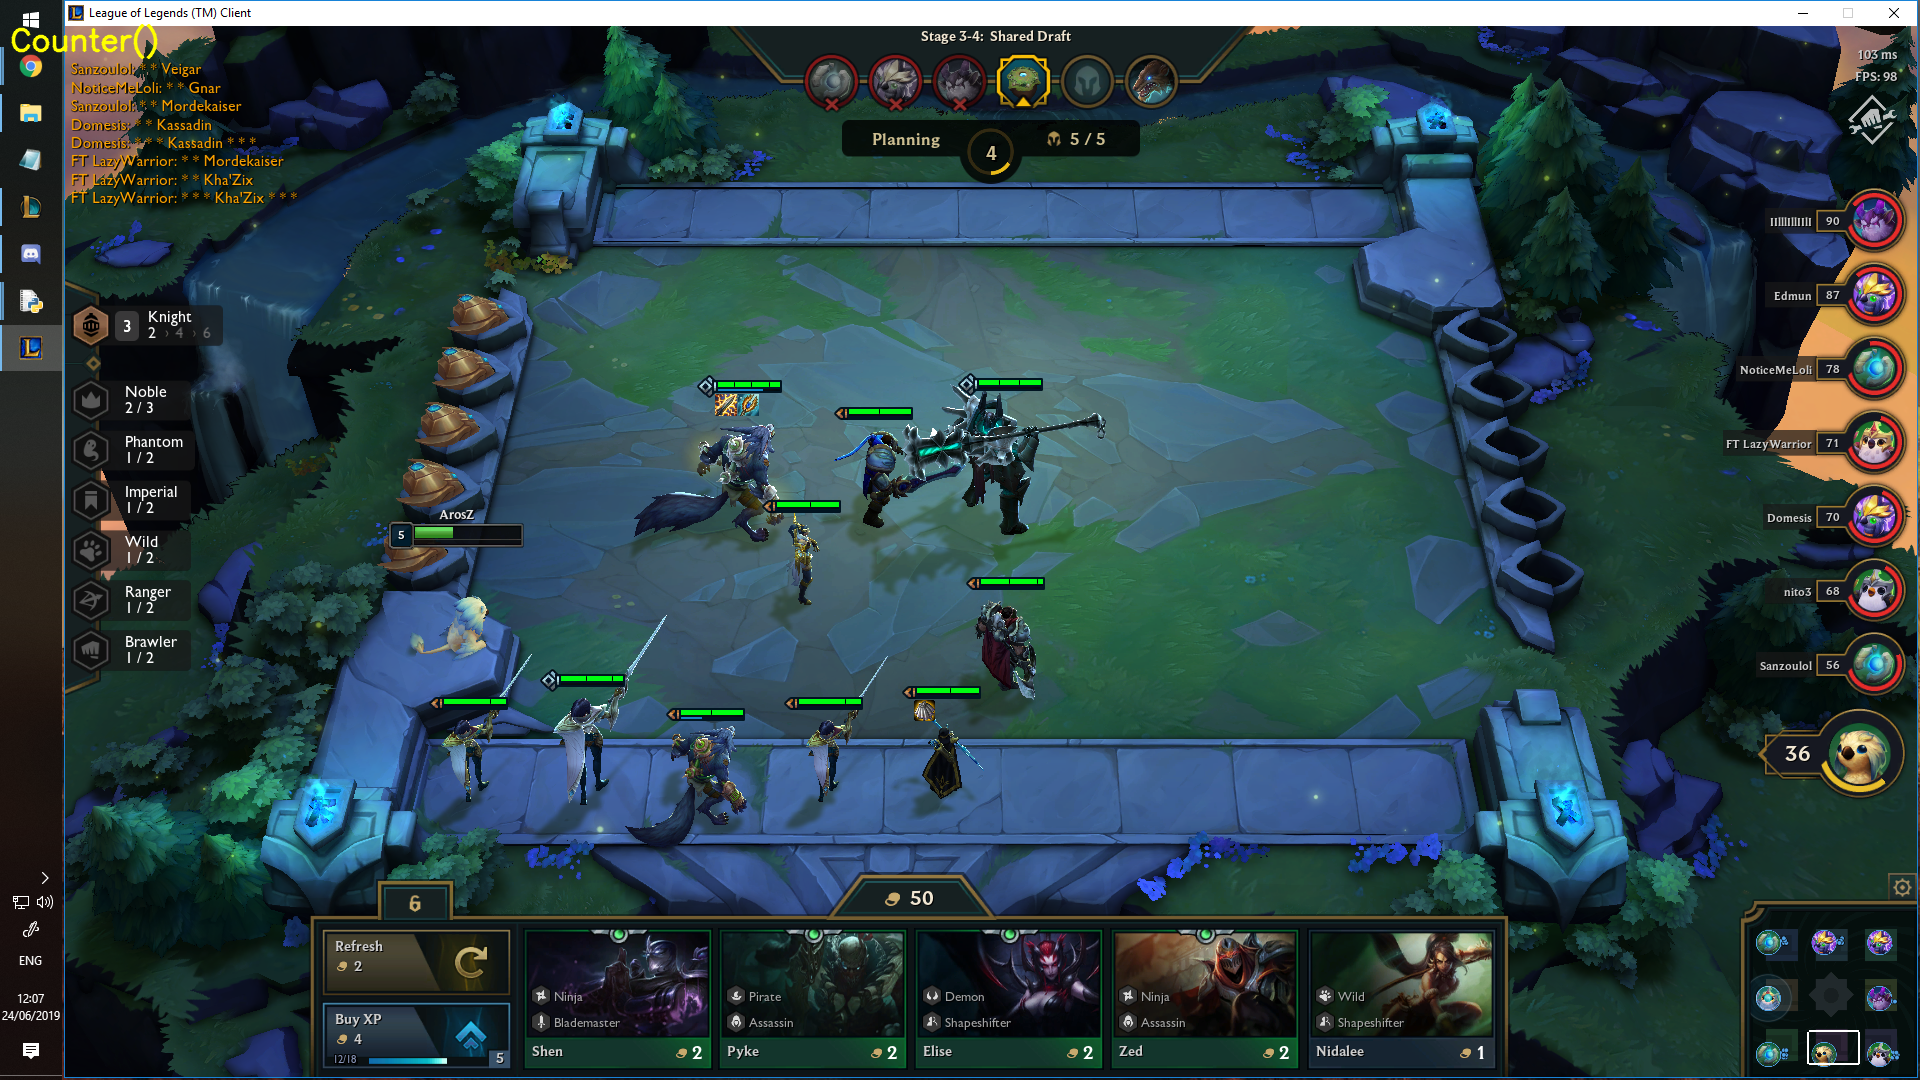 League of Legends (TM) Client
Counter()
Sanzoulol: * * Veigar
NoticeMeLoli: * * Gnar
Sanzoulol: * * Mordekaiser
Domesis: * * Kassadin
Domesis: * * * Kassadin * * *
FT LazyWarrior: * * Mordekaiser
FT LazyWarrior: * * Kha'Zix
FT LazyWarrior: * * * Kha'Zix * * *
Stage 3-4: Shared Draft
Planning
4
5 / 5
103 ms
FPS: 98
3
Knight
2 › 4 › 6
Noble
2 / 3
Phantom
1 / 2
Imperial
1 / 2
Wild
1 / 2
Ranger
1 / 2
Brawler
1 / 2
90
Edmun 87
NoticeMeLoli 78
FT LazyWarrior 71
Domesis 70
nito3 68
Sanzoulol 56
36
ArosZ
5
6
50
Refresh
2
Buy XP
4
12/18
5
Ninja
Blademaster
Shen 2
Pirate
Assassin
Pyke 2
Demon
Shapeshifter
Elise 2
Ninja
Assassin
Zed 2
Wild
Shapeshifter
Nidalee 1
ENG
12:07
24/06/2019